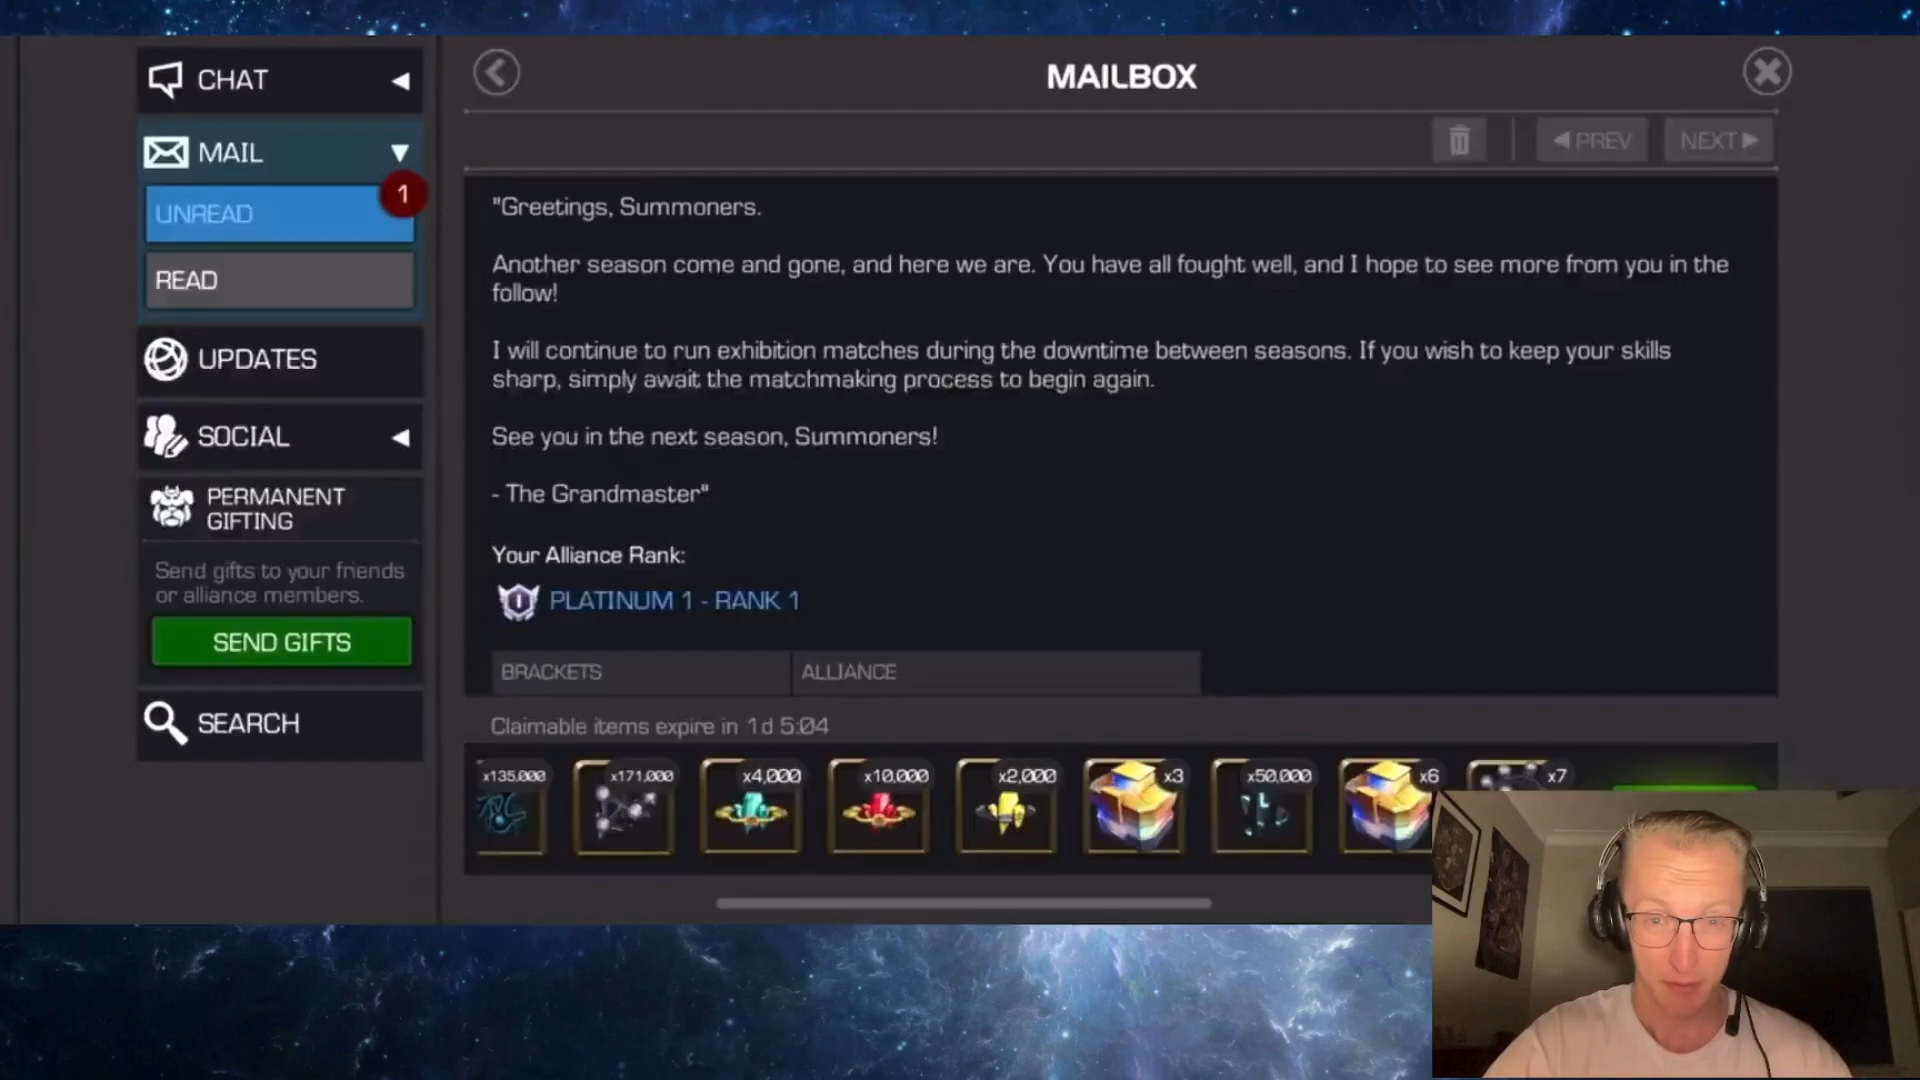 CHAT
MAIL
1
UNREAD
READ
UPDATES
SOCIAL
PERMANENT
GIFTING
Send gifts to your friends
or alliance members.
SEND GIFTS
SEARCH
MAILBOX
PREV
NEXT
"Greetings, Summoners.
Another season come and gone, and here we are. You have all fought well, and I hope to see more from you in the
follow!
I will continue to run exhibition matches during the downtime between seasons. If you wish to keep your skills
sharp, simply await the matchmaking process to begin again.
See you in the next season, Summoners!
- The Grandmaster"
Your Alliance Rank:
PLATINUM 1 - RANK 1
BRACKETS
ALLIANCE
Claimable items expire in 1d 5:04
x135,000
x171,000
x4,000
x10,000
x2,000
x3
x50,000
x6
x7